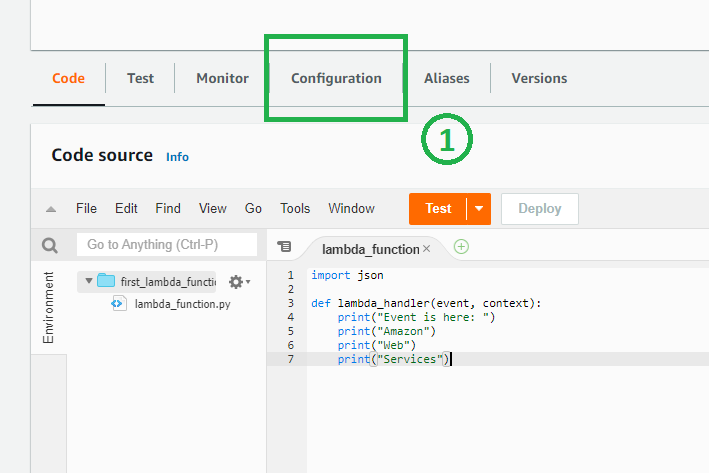 Code Test Monitor Configuration Aliases Versions
1
Code source Info
File Edit Find View Go Tools Window Test Deploy
Go to Anything (Ctrl-P)
lambda_function ×
Environment
first_lambda_functi
lambda_function.py
1 import json
2
3 def lambda_handler(event, context):
4 print("Event is here: ")
5 print("Amazon")
6 print("Web")
7 print("Services")